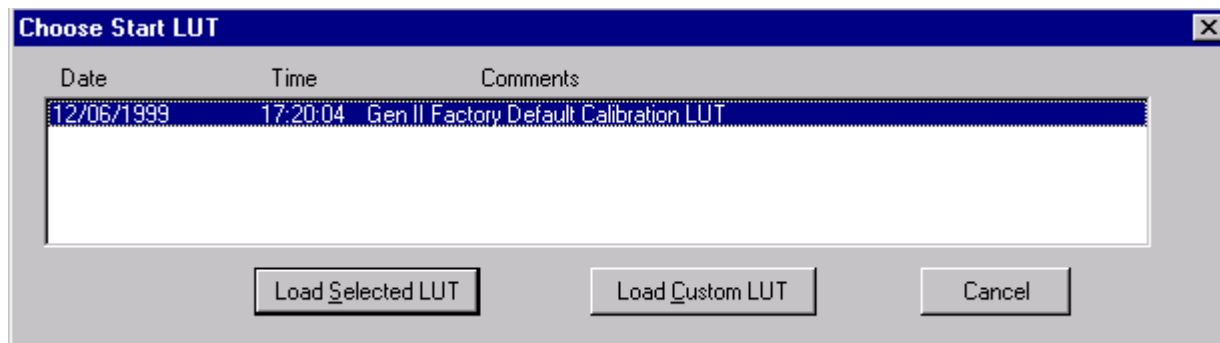 Choose Start LUT
Date Time Comments
12/06/1999 17:20:04 Gen II Factory Default Calibration LUT
Load Selected LUT Load Custom LUT Cancel